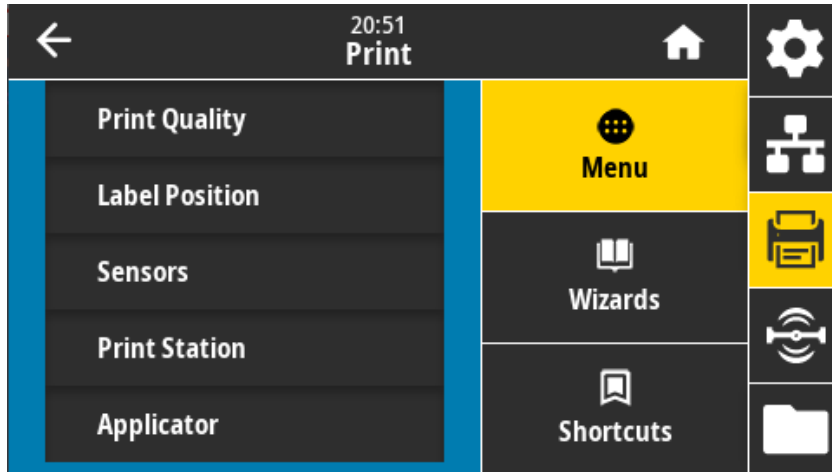 20:51
Print
Print Quality
Label Position
Sensors
Print Station
Applicator
Menu
Wizards
Shortcuts